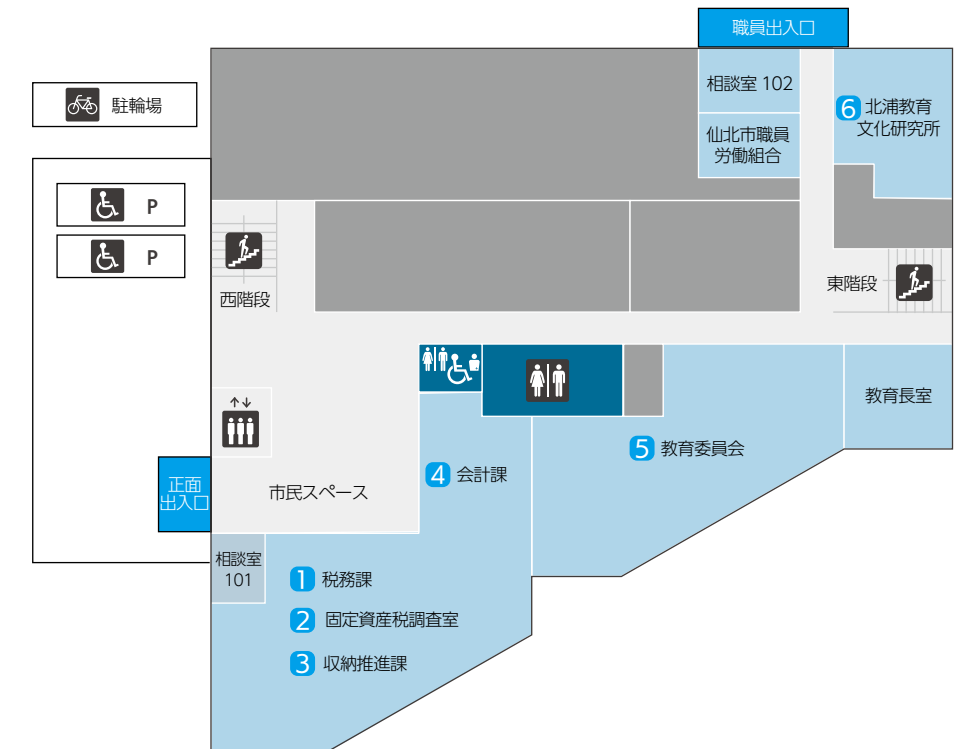 職員出入口
駐輪場
相談室 102
6 北浦教育
文化研究所
仙北市職員
労働組合
P
P
西階段
東階段
教育長室
5 教育委員会
4 会計課
正面
出入口
市民スペース
相談室
101
1 税務課
2 固定資産税調査室
3 収納推進課